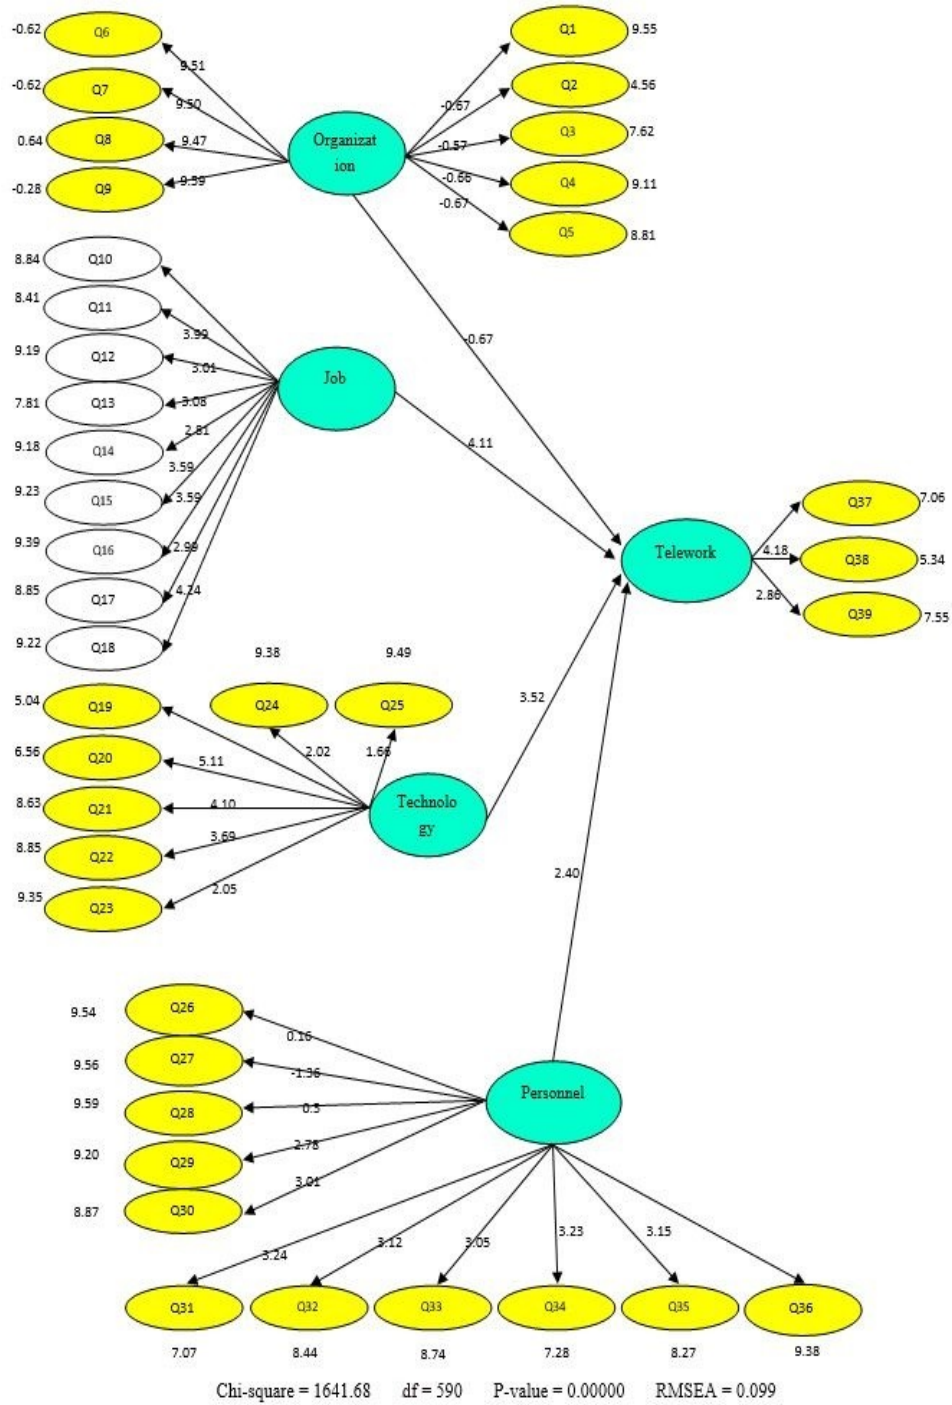 -0.62 Q6
-0.62 Q7
0.64 Q8
-0.28 Q9
9.51
9.50
9.47
9.59
Organizat
ion
-0.67
-0.57
-0.66
-0.67
Q1 9.55
Q2 4.56
Q3 7.62
Q4 9.11
Q5 8.81
-0.67
8.84 Q10
8.41 Q11
9.19 Q12
7.81 Q13
9.18 Q14
9.23 Q15
9.39 Q16
8.85 Q17
9.22 Q18
3.99
3.01
3.08
2.81
3.59
3.59
2.99
4.24
Job
4.11
Telework
4.18
2.86
Q37 7.06
Q38 5.34
Q39 7.55
9.38 9.49
Q24 Q25
2.02 1.66
5.04 Q19
6.56 Q20
8.63 Q21
8.85 Q22
9.35 Q23
5.11
4.10
3.69
2.05
Technolo
gy
3.52
2.40
9.54 Q26
9.56 Q27
9.59 Q28
9.20 Q29
8.87 Q30
0.16
-1.36
0.5
2.78
3.01
Personnel
3.24 3.12 3.05 3.23 3.15
Q31 Q32 Q33 Q34 Q35 Q36
7.07 8.44 8.74 7.28 8.27 9.38
Chi-square = 1641.68 df = 590 P-value = 0.00000 RMSEA = 0.099